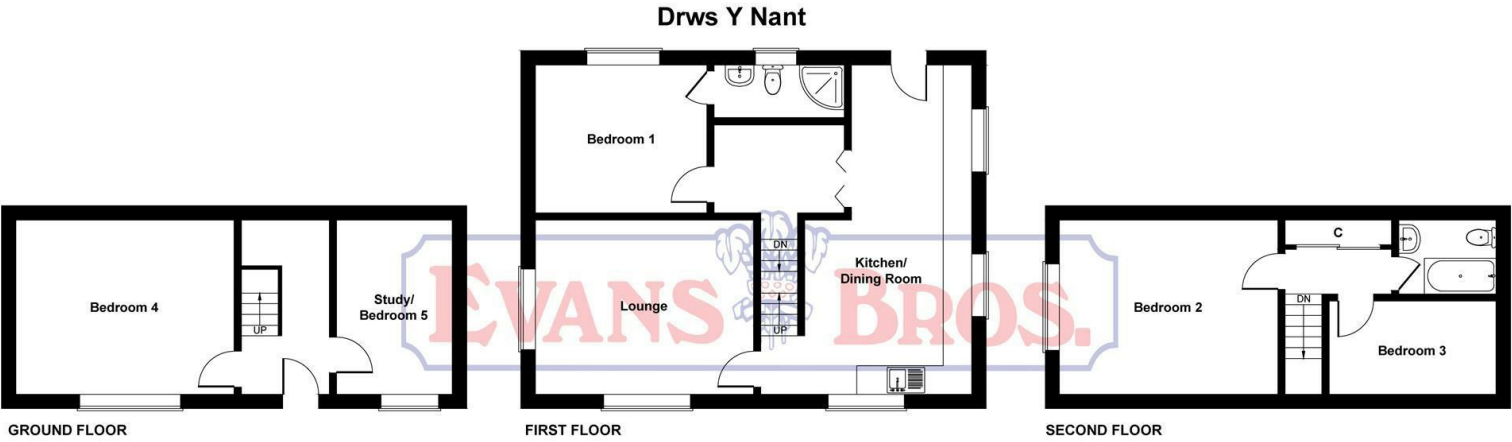 Drws Y Nant
Bedroom 4
UP
Study/
Bedroom 5
GROUND FLOOR
Bedroom 1
Lounge
DN
UP
Kitchen/
Dining Room
EVANS BROS.
FIRST FLOOR
Bedroom 2
C
DN
Bedroom 3
SECOND FLOOR